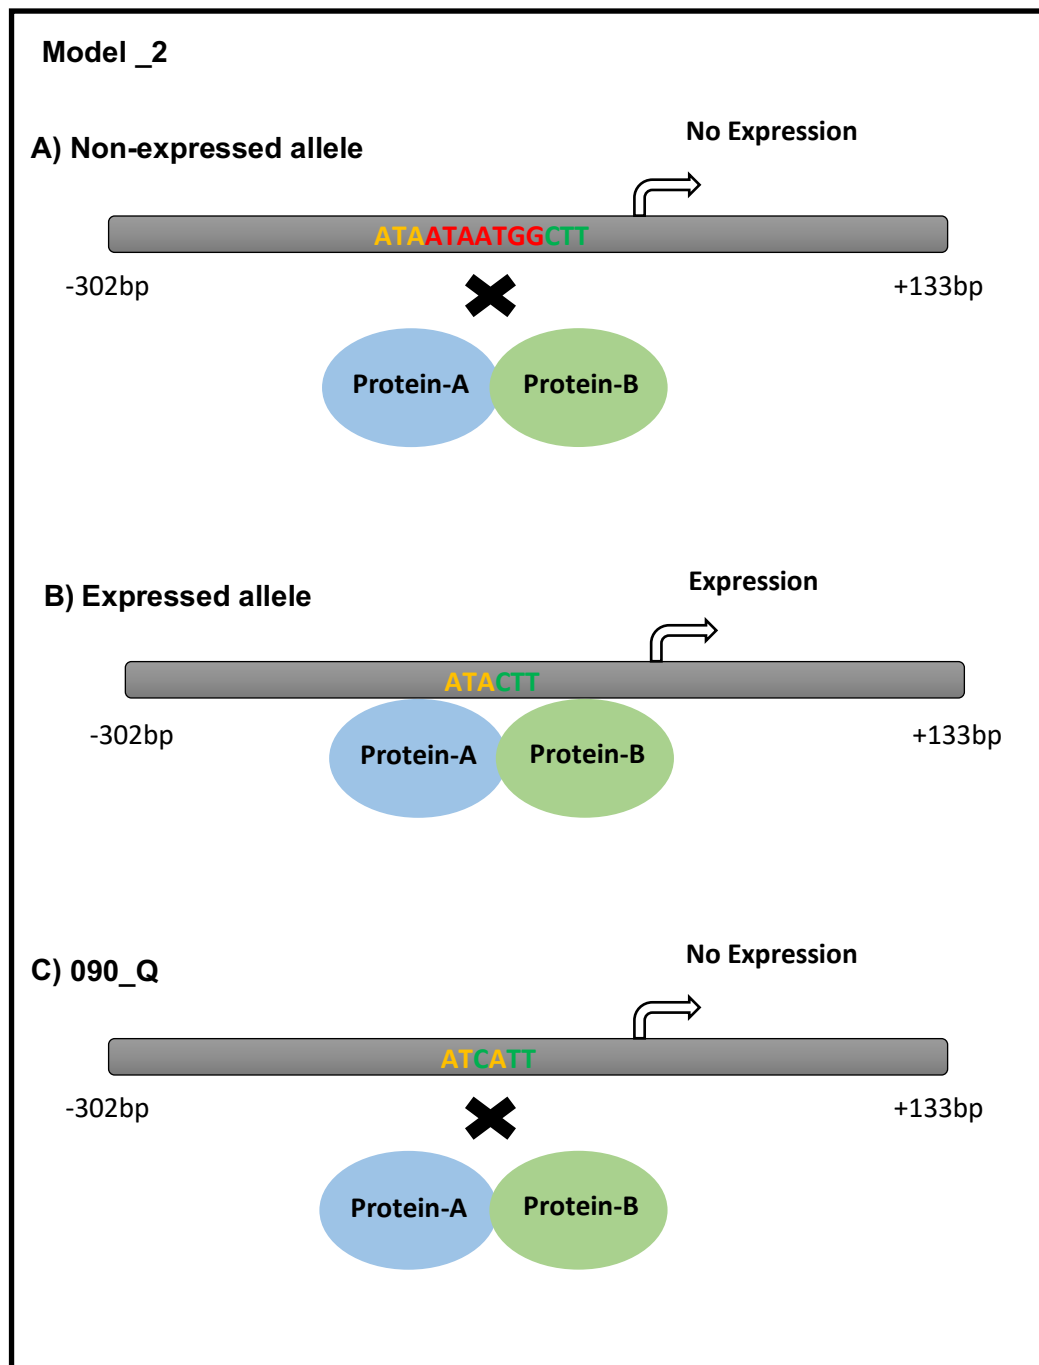 Model _2
No Expression
A) Non-expressed allele
ATAATAATGGCTT
-302bp
+133bp
Protein-A
Protein-B
Expression
B) Expressed allele
ATACTT
-302bp
+133bp
Protein-A
Protein-B
No Expression
C) 090_Q
ATCATT
-302bp
+133bp
Protein-A
Protein-B